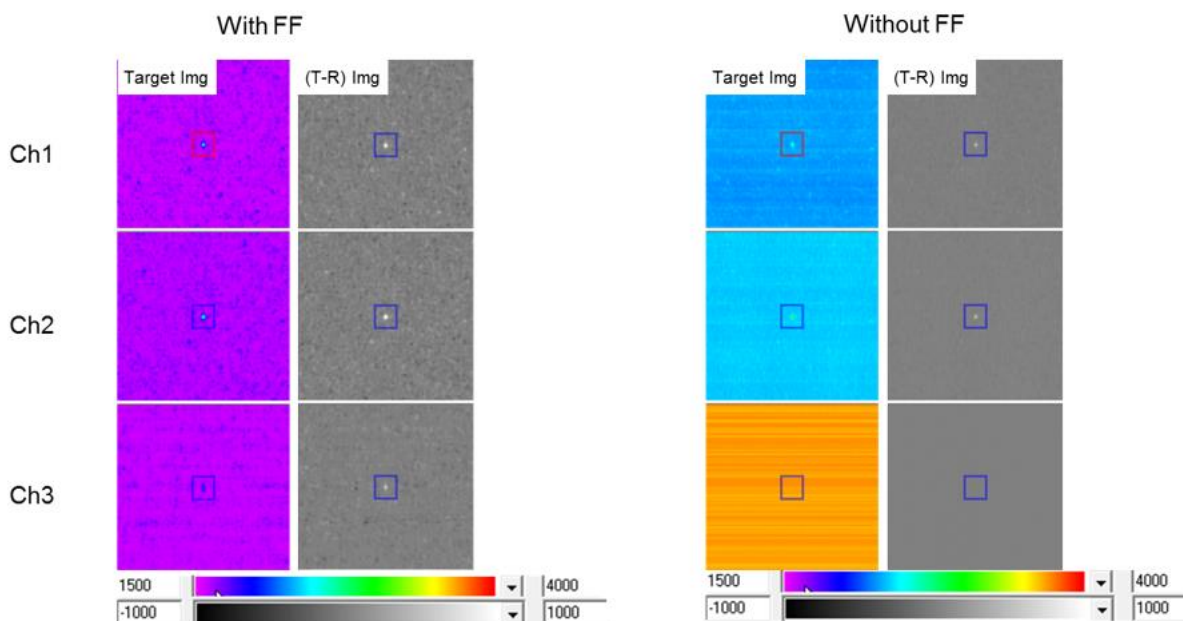 With FF
Without FF
Target Img
(T-R) Img
Target Img
(T-R) Img
Ch1
Ch2
Ch3
1500
4000
1500
4000
-1000
1000
-1000
1000